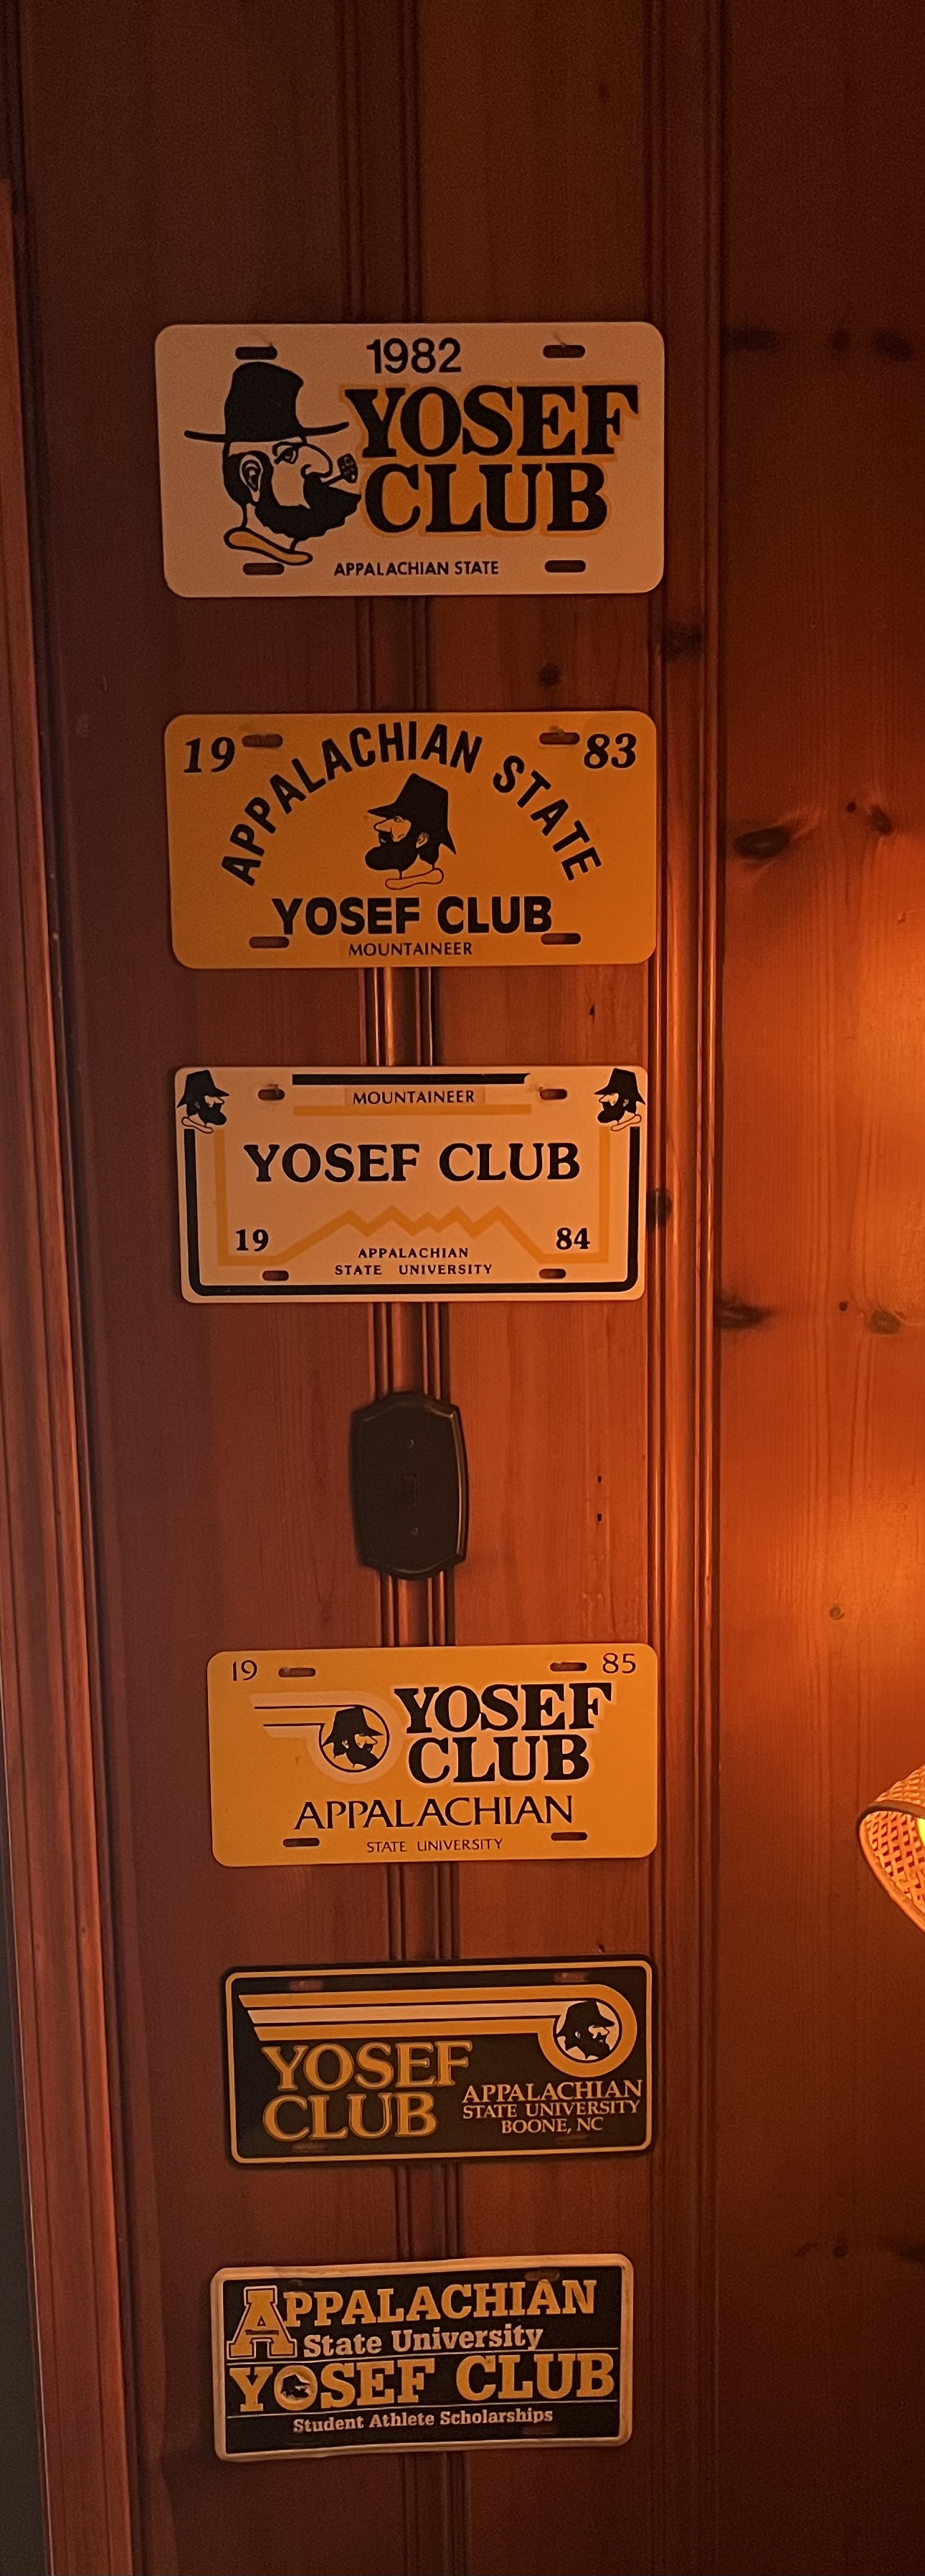 1982
YOSEF
CLUB
APPALACHIAN STATE
19 83
APPALACHIAN STATE
YOSEF CLUB
MOUNTAINEER
MOUNTAINEER
YOSEF CLUB
19 84
APPALACHIAN
STATE UNIVERSITY
19 85
YOSEF
CLUB
APPALACHIAN
STATE UNIVERSITY
YOSEF
CLUB
APPALACHIAN
STATE UNIVERSITY
BOONE, NC
APPALACHIAN
State University
YOSEF CLUB
Student Athlete Scholarships